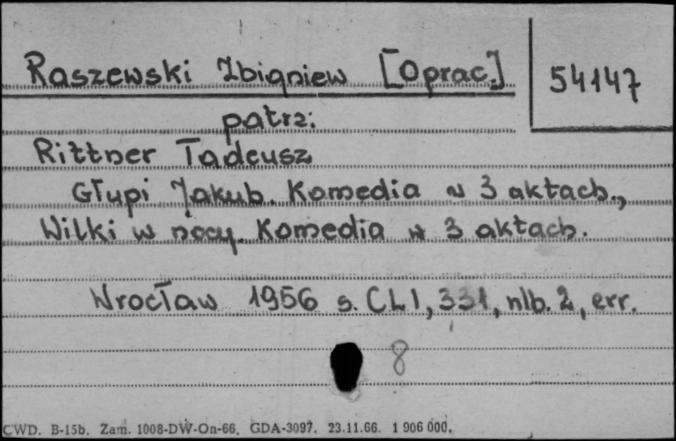 Raszewski Zbigniew [Oprac.]
54147
patrz:
Rittner Tadeusz
Głupi Jakub. Komedia w 3 aktach.,
Wilki w nocy. Komedia w 3 aktach.
Wrocław 1956 s. CLI, 331, nlb. 2, err.
8
CWD. B-15b. Zam. 1008-DW-On-66. GDA-3097. 23.11.66. 1 906 000.